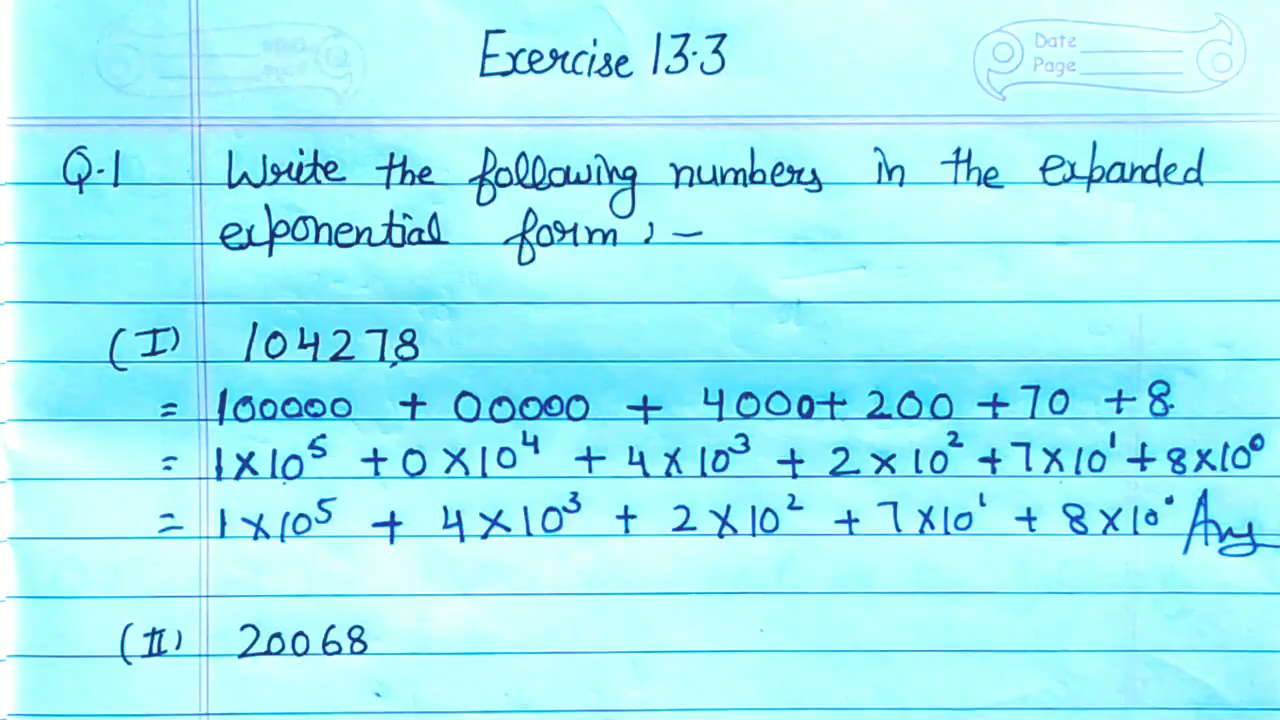 Exercise 13.3
Date
Page
Q.1 Write the following numbers in the expanded
exponential form :-
(I) 104278
= 100000 + 00000 + 4000 + 200 + 70 + 8
= 1×10⁵ + 0×10⁴ + 4×10³ + 2×10² + 7×10¹ + 8×10⁰
= 1×10⁵ + 4×10³ + 2×10² + 7×10¹ + 8×10⁰ Ans
(II) 20068